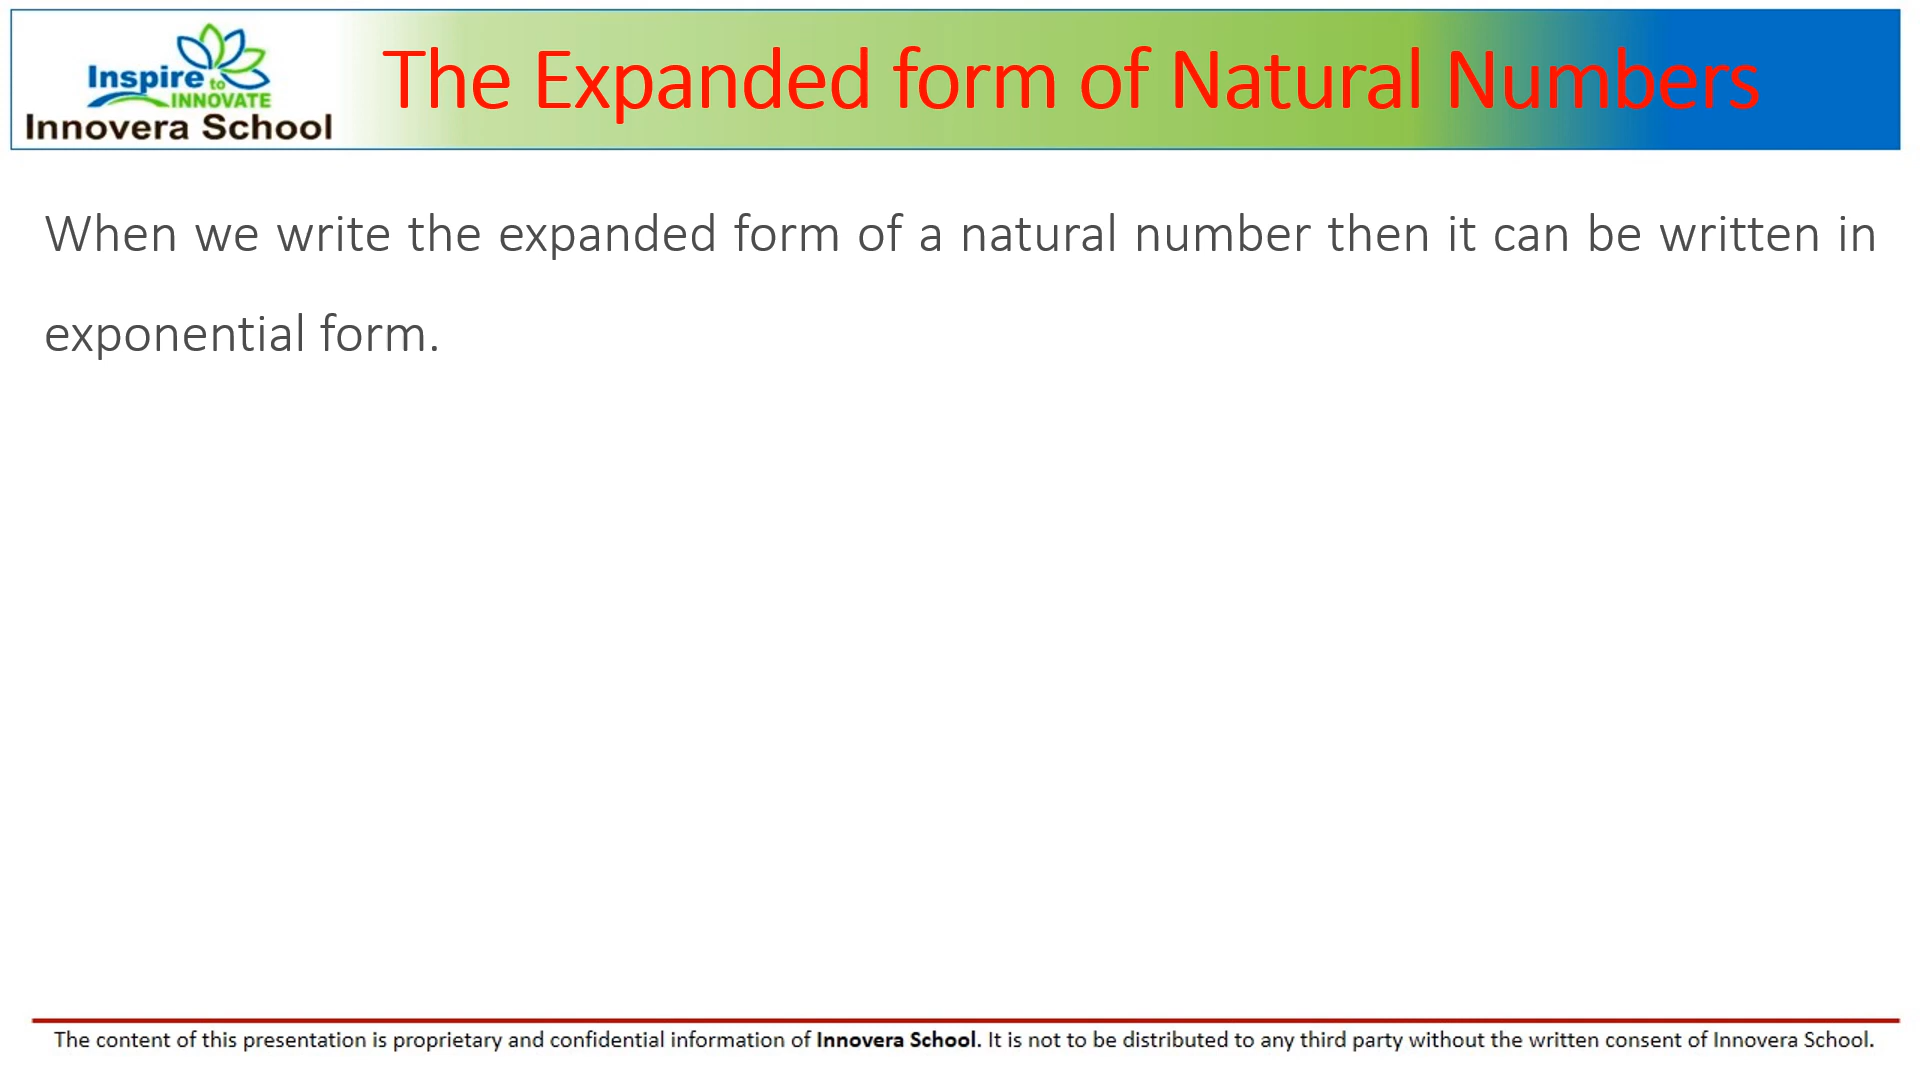 Inspire to
INNOVATE
Innovera School
The Expanded form of Natural Numbers
When we write the expanded form of a natural number then it can be written in
exponential form.
The content of this presentation is proprietary and confidential information of Innovera School. It is not to be distributed to any third party without the written consent of Innovera School.